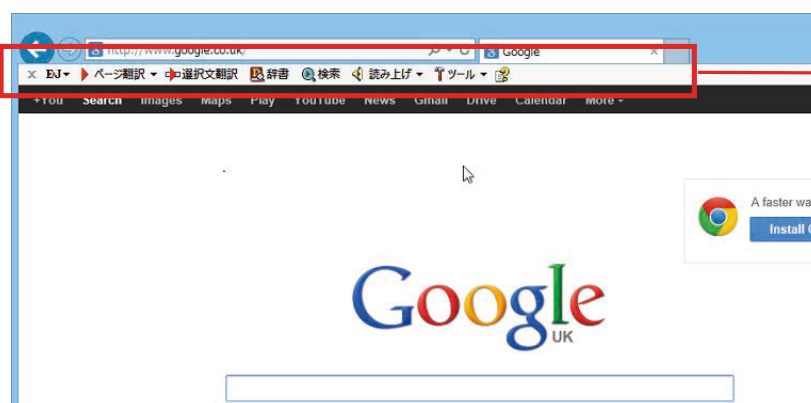 http://www.google.co.uk/
Google
EJ ページ翻訳 選択文翻訳 辞書 検索 読み上げ ツール
+You Search Images Maps Play YouTube News Gmail Drive Calendar More
A faster
Install
Google
UK